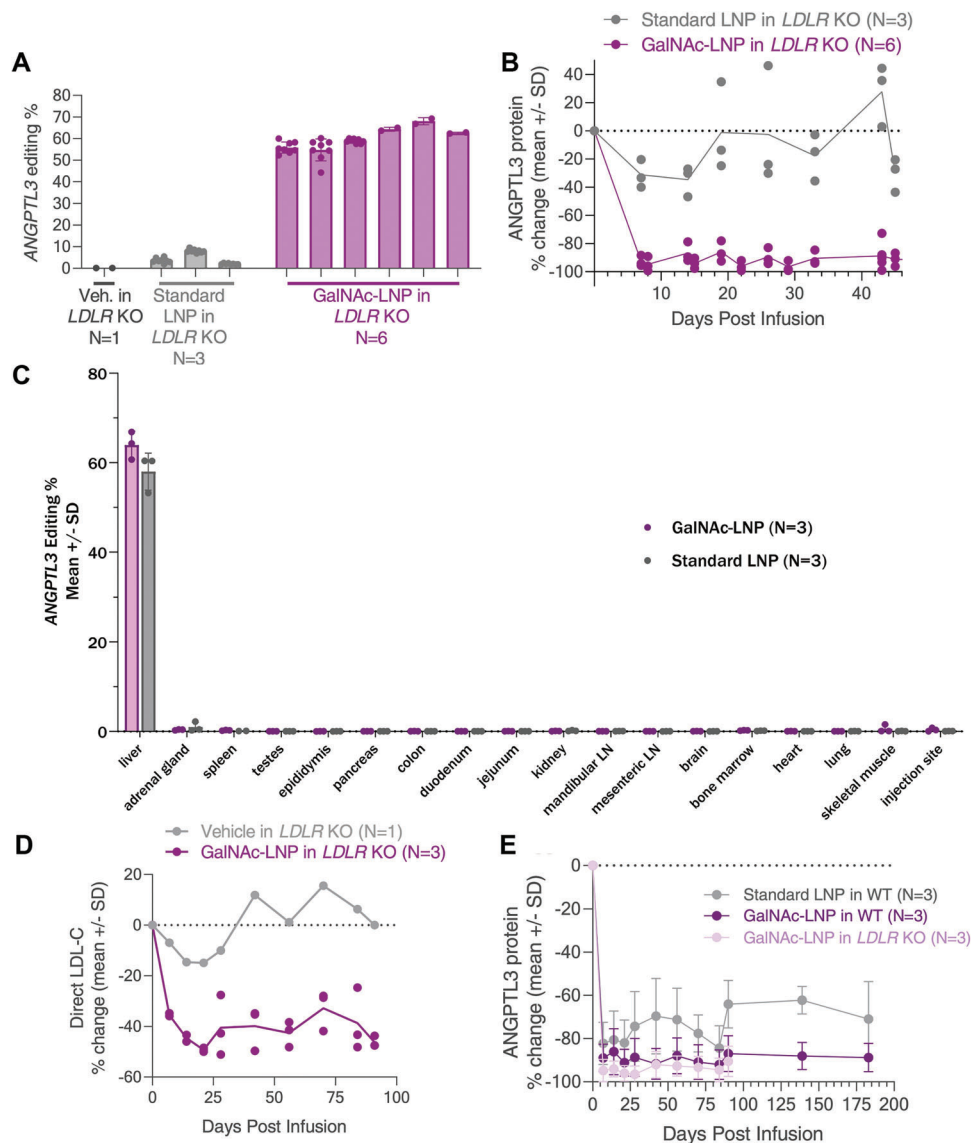 A
ANGPTL3 editing %
80
70
60
50
40
30
20
10
0
Veh. in
LDLR KO
N=1
Standard
LNP in
LDLR KO
N=3
GalNAc-LNP in
LDLR KO
N=6
B
Standard LNP in LDLR KO (N=3)
GalNAc-LNP in LDLR KO (N=6)
ANGPTL3 protein
% change (mean +/- SD)
40
20
0
-20
-40
-60
-80
-100
10
20
30
40
Days Post Infusion
C
ANGPTL3 Editing %
Mean +/- SD
80
60
40
20
0
GalNAc-LNP (N=3)
Standard LNP (N=3)
liver
adrenal gland
spleen
testes
epididymis
pancreas
colon
duodenum
jejunum
kidney
mandibular LN
mesenteric LN
brain
bone marrow
heart
lung
skeletal muscle
injection site
D
Vehicle in LDLR KO (N=1)
GalNAc-LNP in LDLR KO (N=3)
Direct LDL-C
% change (mean +/- SD)
20
0
-20
-40
-60
0
25
50
75
100
Days Post Infusion
E
ANGPTL3 protein
% change (mean +/- SD)
0
-20
-40
-60
-80
-100
Standard LNP in WT (N=3)
GalNAc-LNP in WT (N=3)
GalNAc-LNP in LDLR KO (N=3)
0
25
50
75
100
125
150
175
200
Days Post Infusion